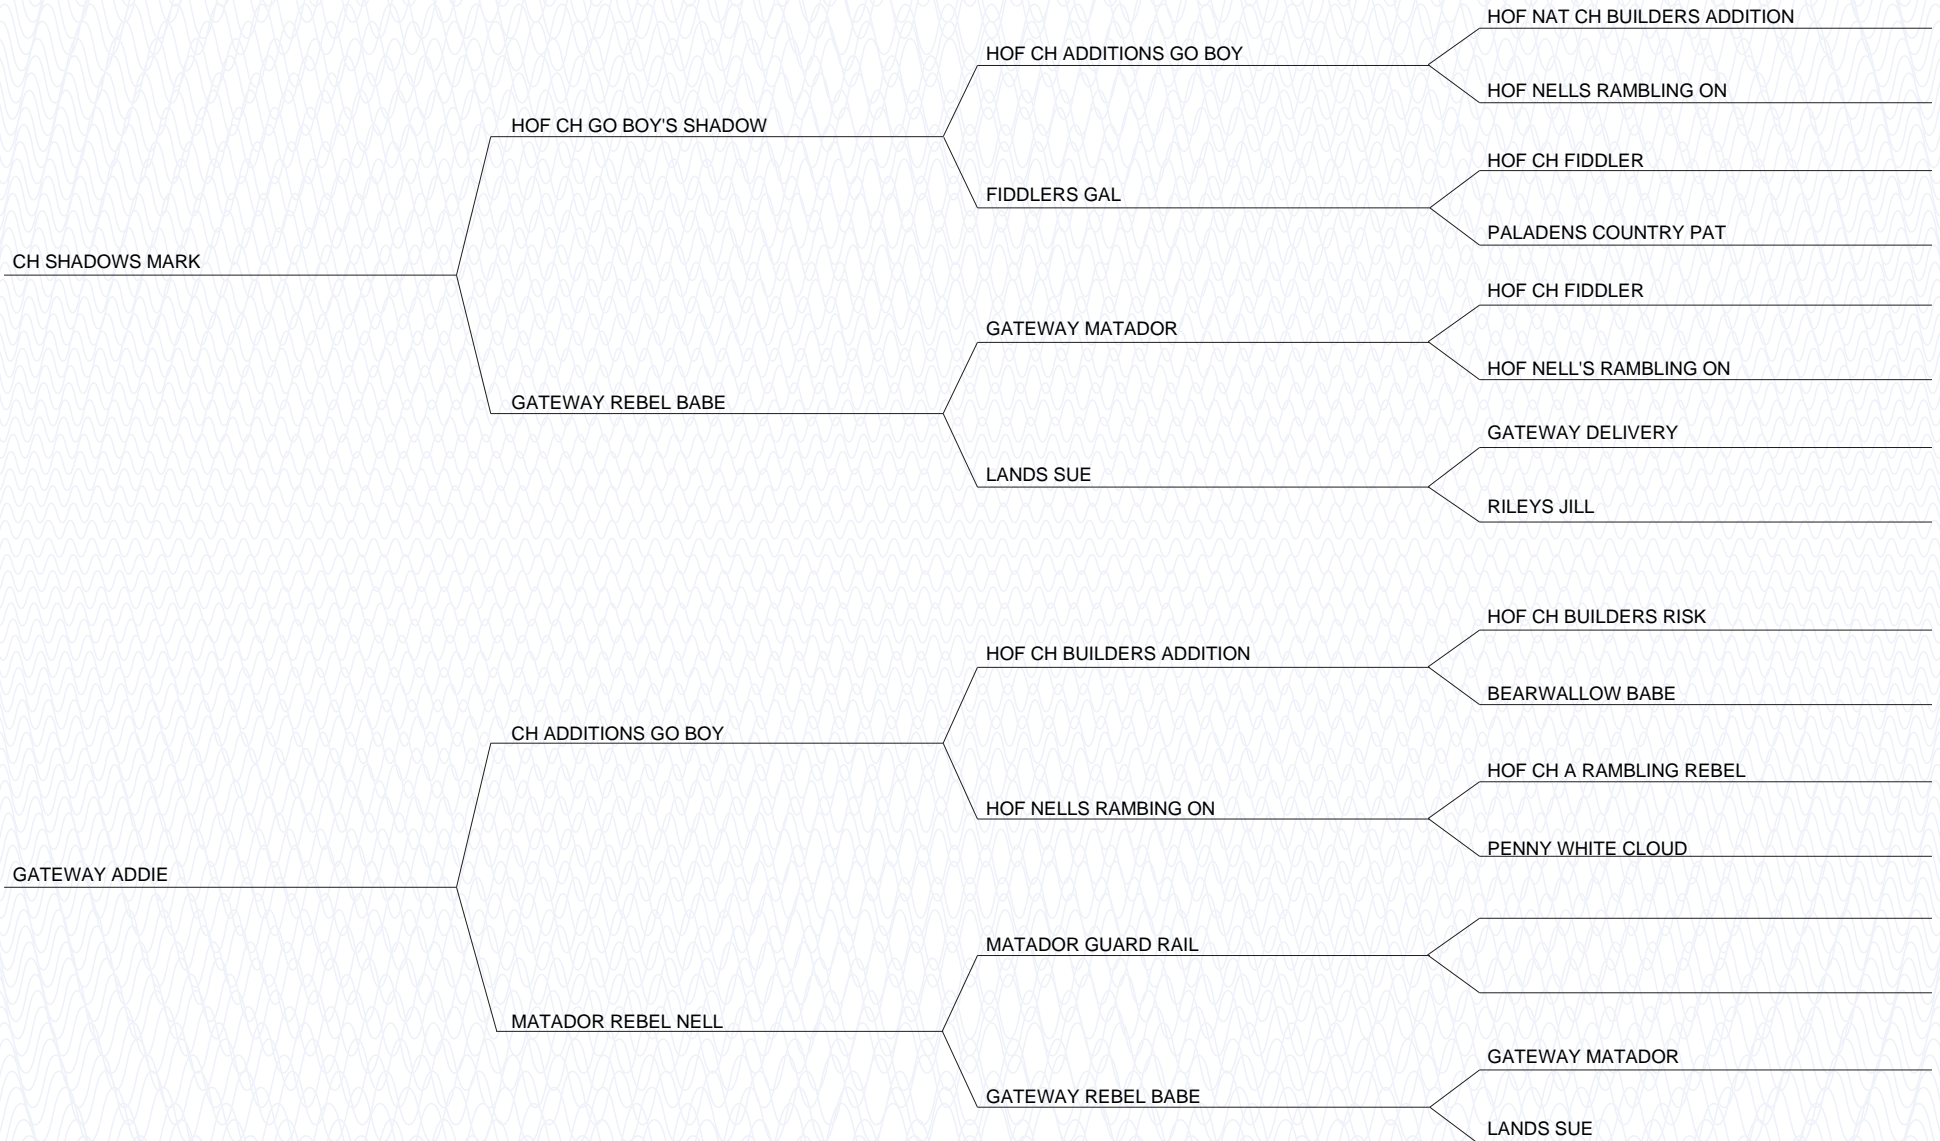 HOF NAT CH BUILDERS ADDITION
HOF CH ADDITIONS GO BOY
HOF NELLS RAMBLING ON
HOF CH GO BOY'S SHADOW
HOF CH FIDDLER
FIDDLERS GAL
PALADENS COUNTRY PAT
CH SHADOWS MARK
HOF CH FIDDLER
GATEWAY MATADOR
HOF NELL'S RAMBLING ON
GATEWAY REBEL BABE
GATEWAY DELIVERY
LANDS SUE
RILEYS JILL
HOF CH BUILDERS RISK
HOF CH BUILDERS ADDITION
BEARWALLOW BABE
CH ADDITIONS GO BOY
HOF CH A RAMBLING REBEL
HOF NELLS RAMBING ON
PENNY WHITE CLOUD
GATEWAY ADDIE
MATADOR GUARD RAIL
MATADOR REBEL NELL
GATEWAY MATADOR
GATEWAY REBEL BABE
LANDS SUE